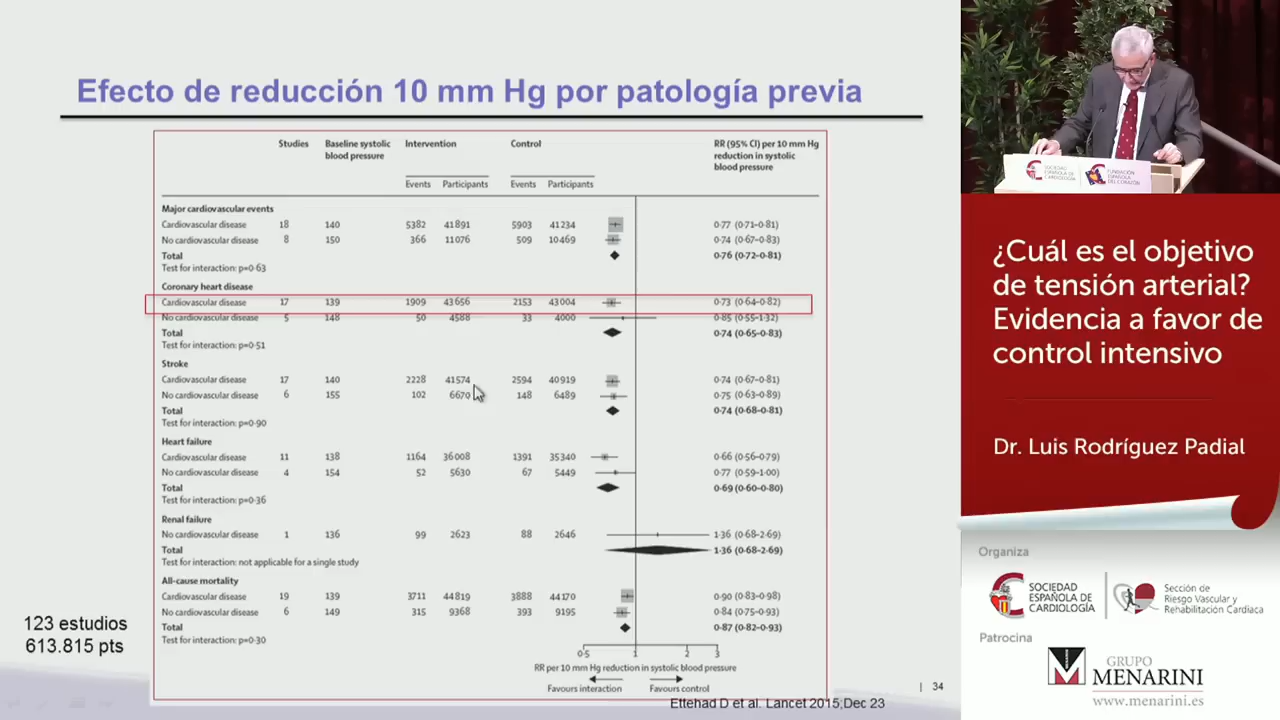 Efecto de reducción 10 mm Hg por patología previa
Studies Baseline systolic Intervention Control RR (95% CI) per 10 mm Hg
blood pressure reduction in systolic
blood pressure
Events Participants Events Participants
Major cardiovascular events
Cardiovascular disease 18 140 5382 41891 5903 41234 0·77 (0·71–0·81)
No cardiovascular disease 8 150 366 11076 509 10469 0·74 (0·67–0·83)
Total 0·76 (0·72–0·81)
Test for interaction: p=0·63
Coronary heart disease
Cardiovascular disease 17 139 1909 43656 2153 43004 0·73 (0·64–0·82)
No cardiovascular disease 5 148 50 4588 33 4000 0·85 (0·55–1·32)
Total 0·74 (0·65–0·83)
Test for interaction: p=0·51
Stroke
Cardiovascular disease 17 140 2228 41574 2594 40919 0·74 (0·67–0·81)
No cardiovascular disease 6 155 102 6670 148 6489 0·75 (0·63–0·89)
Total 0·74 (0·68–0·81)
Test for interaction: p=0·90
Heart failure
Cardiovascular disease 11 138 1164 36008 1391 35340 0·66 (0·56–0·79)
No cardiovascular disease 4 154 52 5630 67 5449 0·77 (0·59–1·00)
Total 0·69 (0·60–0·80)
Test for interaction: p=0·36
Renal failure
No cardiovascular disease 1 136 99 2623 88 2646 1·36 (0·68–2·69)
Total 1·36 (0·68–2·69)
Test for interaction: not applicable for a single study
All-cause mortality
Cardiovascular disease 19 139 3711 44819 3888 44170 0·90 (0·83–0·98)
No cardiovascular disease 6 149 315 9368 393 9195 0·84 (0·75–0·93)
Total 0·87 (0·82–0·93)
Test for interaction: p=0·30
0·5 1 2 3
RR per 10 mm Hg reduction in systolic blood pressure
Favours interaction Favours control
123 estudios
613.815 pts
34
Ettehad D et al. Lancet 2015;Dec 23
SOCIEDAD
ESPAÑOLA DE
CARDIOLOGÍA
FUNDACIÓN
ESPAÑOLA
DEL CORAZÓN
¿Cuál es el objetivo
de tensión arterial?
Evidencia a favor de
control intensivo
Dr. Luis Rodríguez Padial
Organiza
SOCIEDAD
ESPAÑOLA DE
CARDIOLOGÍA
Sección de
Riesgo Vascular y
Rehabilitación Cardiaca
Patrocina
GRUPO
MENARINI
www.menarini.es